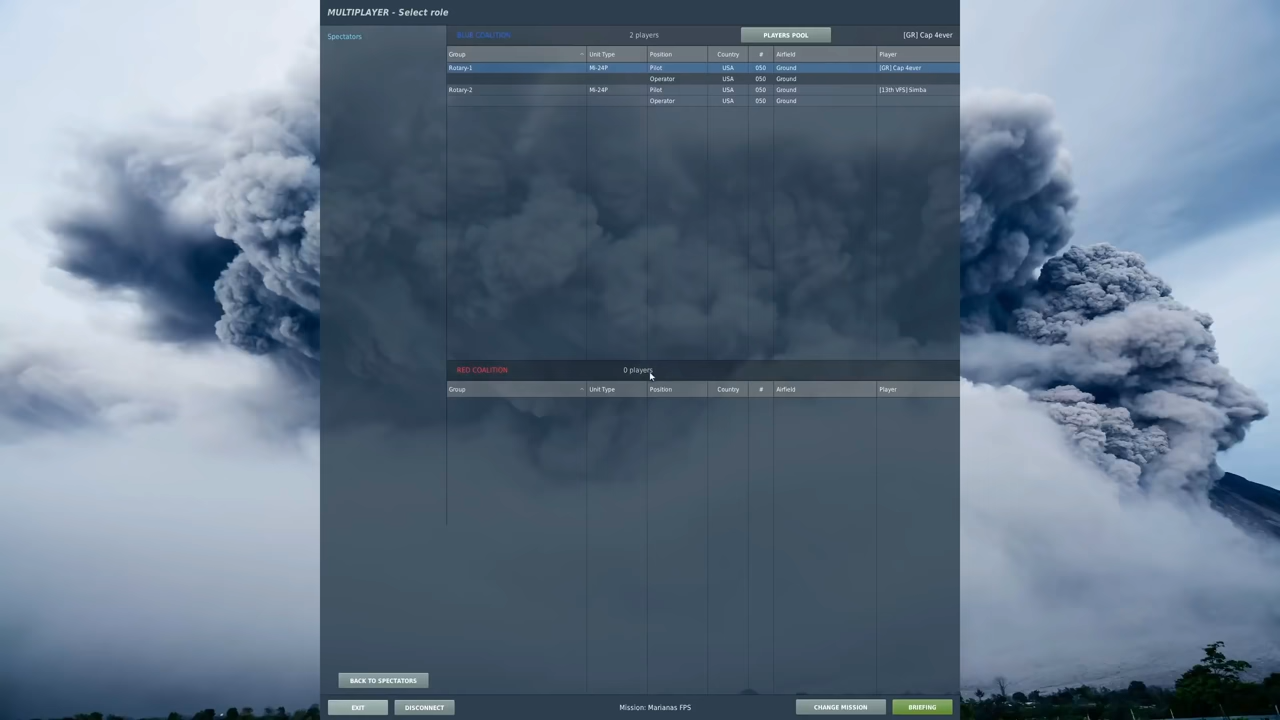 MULTIPLAYER - Select role
Spectators
BLUE COALITION 2 players PLAYERS POOL [GR] Cap 4ever
Group Unit Type Position Country # Airfield Player
Rotary-1 Mi-24P Pilot USA 050 Ground [GR] Cap 4ever
Operator USA 050 Ground
Rotary-2 Mi-24P Pilot USA 050 Ground [13th VFS] Simba
Operator USA 050 Ground
RED COALITION 0 players
Group Unit Type Position Country # Airfield Player
BACK TO SPECTATORS
EXIT DISCONNECT Mission: Marianas FPS CHANGE MISSION BRIEFING